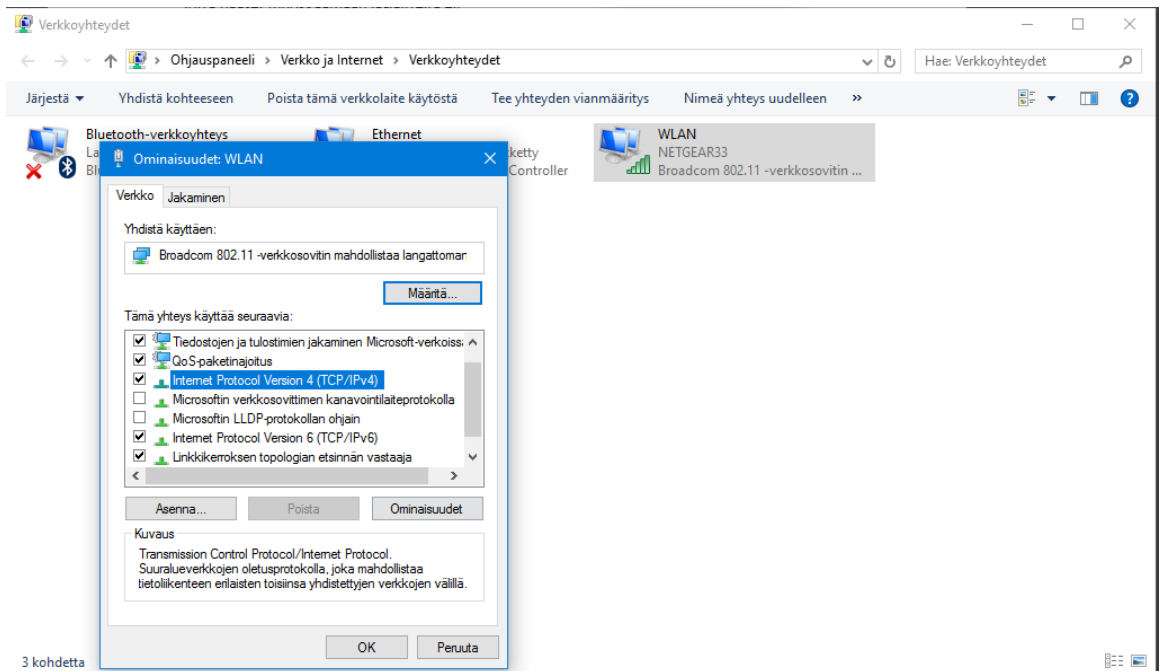 Verkkoyhteydet
Ohjauspaneeli > Verkko ja Internet > Verkkoyhteydet
Hae: Verkkoyhteydet
Järjestä Yhdistä kohteeseen Poista tämä verkkolaite käytöstä Tee yhteyden vianmääritys Nimeä yhteys uudelleen »
Bluetooth-verkkoyhteys
Ethernet
ketty
Controller
WLAN
NETGEAR33
Broadcom 802.11 -verkkosovitin ...
Ominaisuudet: WLAN
Verkko Jakaminen
Yhdistä käyttäen:
Broadcom 802.11 -verkkosovitin mahdollistaa langattomar
Määritä...
Tämä yhteys käyttää seuraavia:
Tiedostojen ja tulostimien jakaminen Microsoft-verkoiss
QoS-paketinajoitus
Internet Protocol Version 4 (TCP/IPv4)
Microsoftin verkkosovittimen kanavointilaiteprotokolla
Microsoftin LLDP-protokollan ohjain
Internet Protocol Version 6 (TCP/IPv6)
Linkkikerroksen topologian etsinnän vastaaja
Asenna... Poista Ominaisuudet
Kuvaus
Transmission Control Protocol/Internet Protocol.
Suuralueverkkojen oletusprotokolla, joka mahdollistaa
tietoliikenteen erilaisten toisiinsa yhdistettyjen verkkojen välillä.
OK Peruuta
3 kohdetta